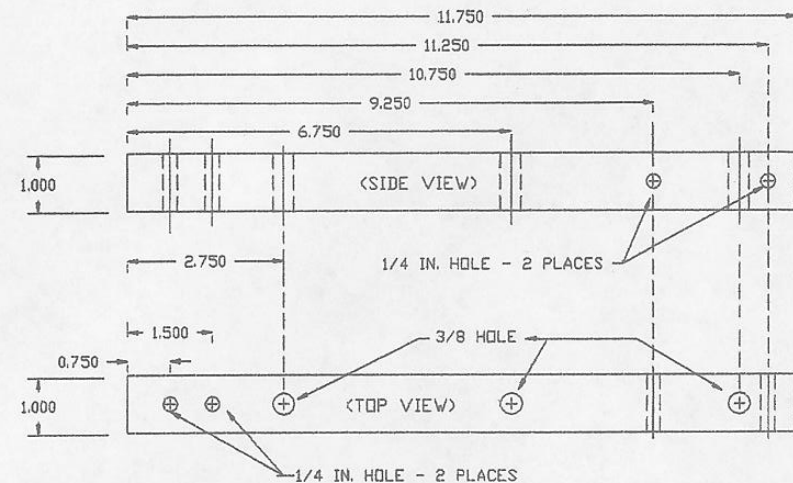 11.750
11.250
10.750
9.250
6.750
1.000
(SIDE VIEW)
1/4 IN. HOLE - 2 PLACES
2.750
1.500
3/8 HOLE
0.750
1.000
(TOP VIEW)
1/4 IN. HOLE - 2 PLACES